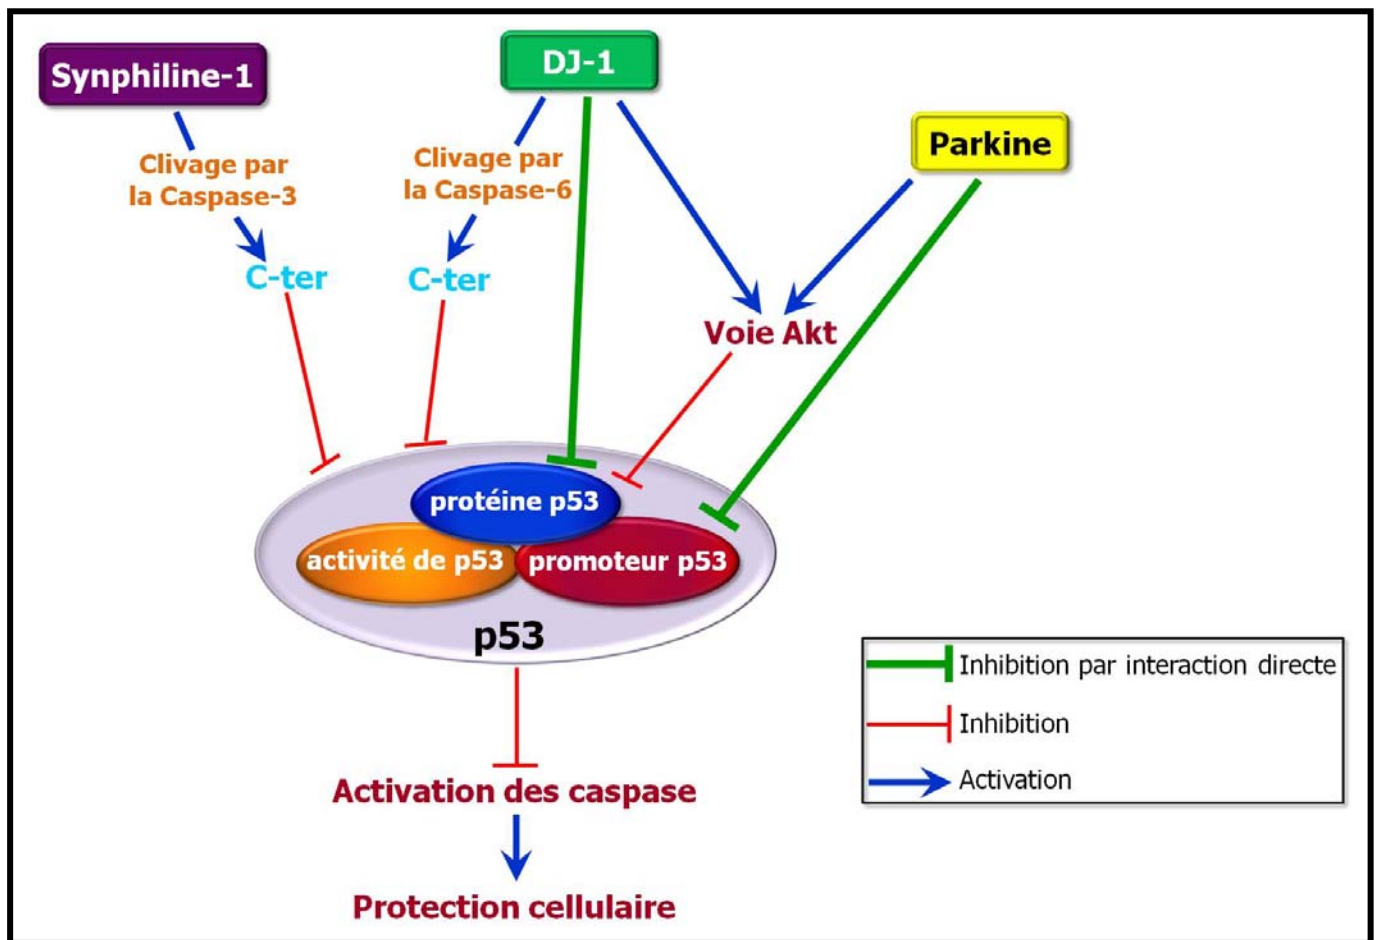 Synphiline-1
DJ-1
Parkine
Clivage par
la Caspase-3
Clivage par
la Caspase-6
C-ter
C-ter
Voie Akt
protéine p53
activité de p53
promoteur p53
p53
Inhibition par interaction directe
Inhibition
Activation
Activation des caspase
Protection cellulaire